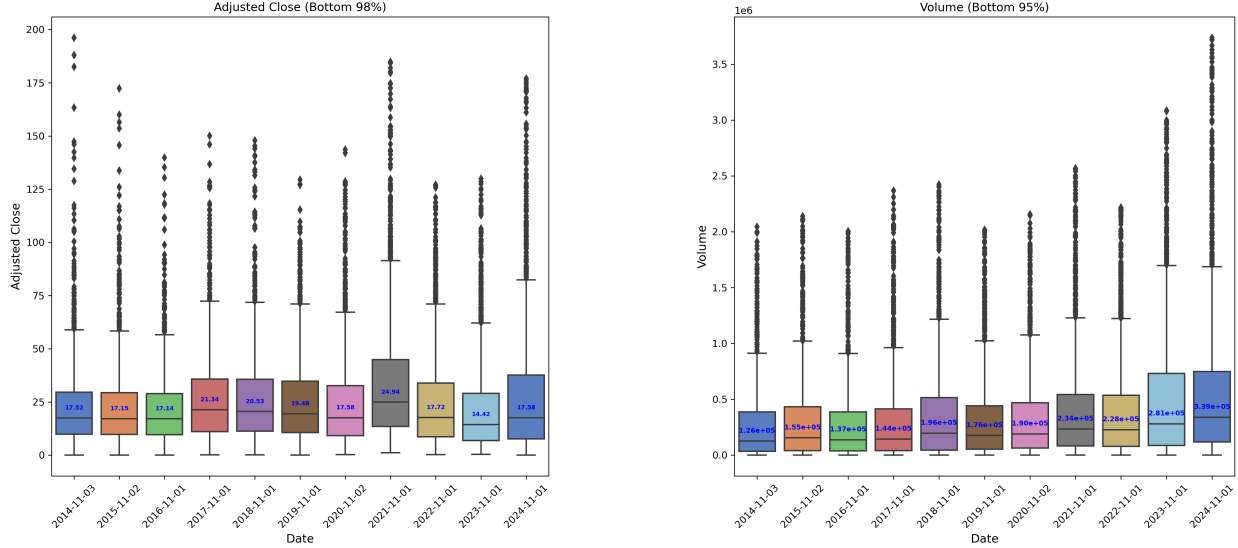 Adjusted Close (Bottom 98%)
200
175
150
125
100
75
50
25
0
Adjusted Close
17.52
17.15
17.14
21.34
20.53
19.48
17.58
24.94
17.72
14.42
17.58
2014-11-03
2015-11-02
2016-11-01
2017-11-01
2018-11-01
2019-11-01
2020-11-02
2021-11-01
2022-11-01
2023-11-01
2024-11-01
Date
Volume (Bottom 95%)
1e6
3.5
3.0
2.5
2.0
1.5
1.0
0.5
0.0
Volume
1.26e+05
1.55e+05
1.37e+05
1.44e+05
1.96e+05
1.76e+05
1.90e+05
2.34e+05
2.28e+05
2.81e+05
3.39e+05
2014-11-03
2015-11-02
2016-11-01
2017-11-01
2018-11-01
2019-11-01
2020-11-02
2021-11-01
2022-11-01
2023-11-01
2024-11-01
Date